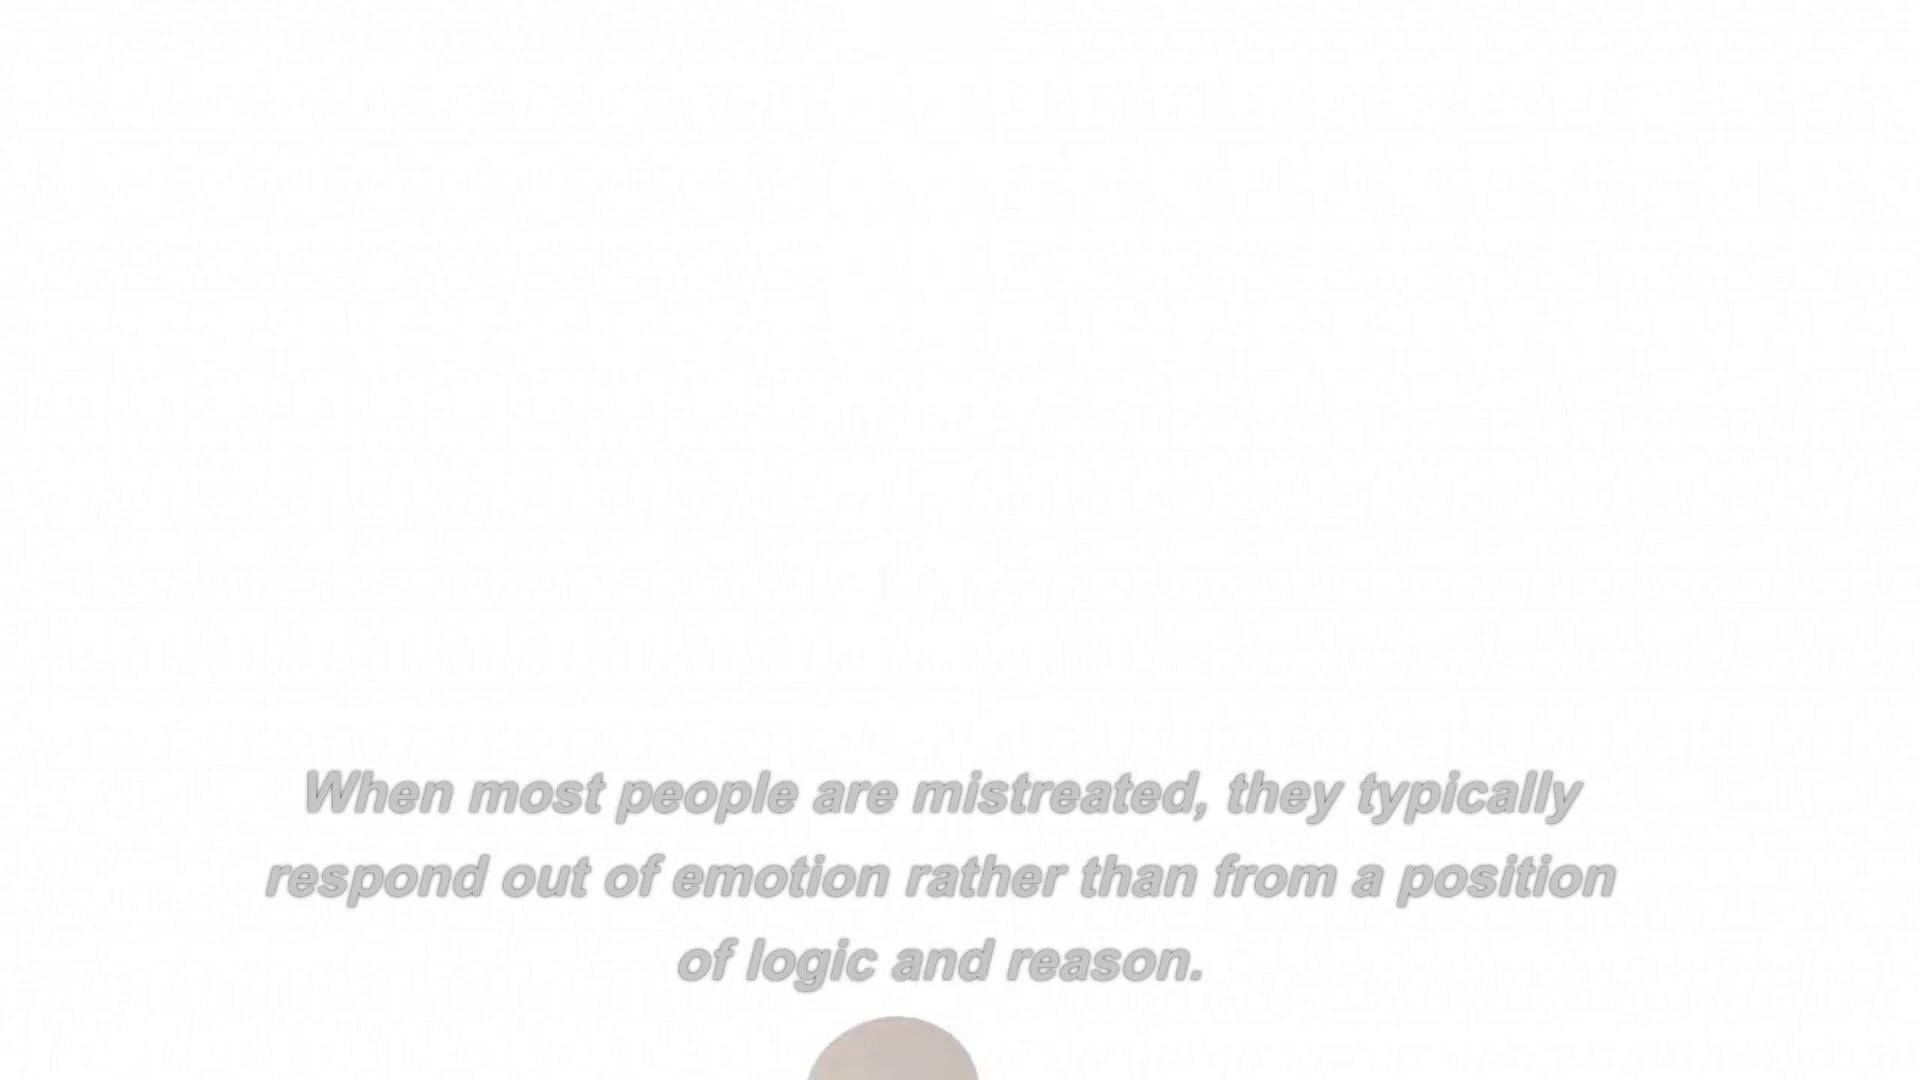 When most people are mistreated, they typically
respond out of emotion rather than from a position
of logic and reason.